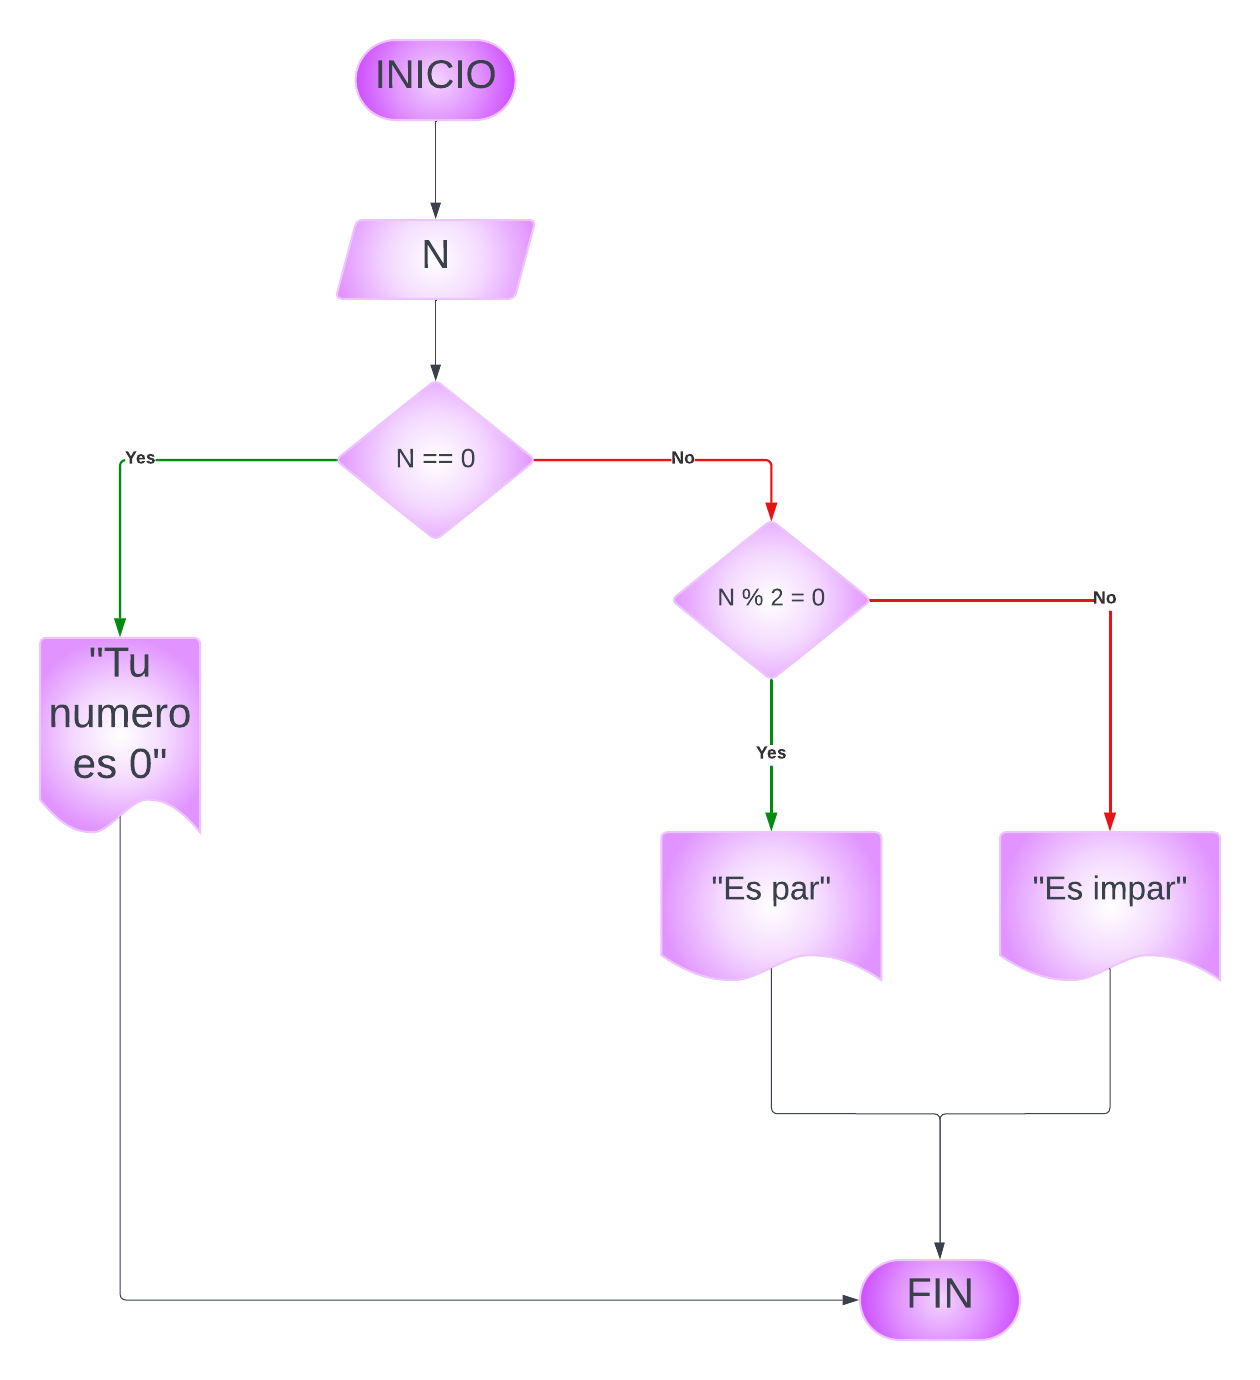 INICIO
N
N == 0
Yes
No
N % 2 = 0
No
"Tu
numero
es 0"
Yes
"Es par"
"Es impar"
FIN